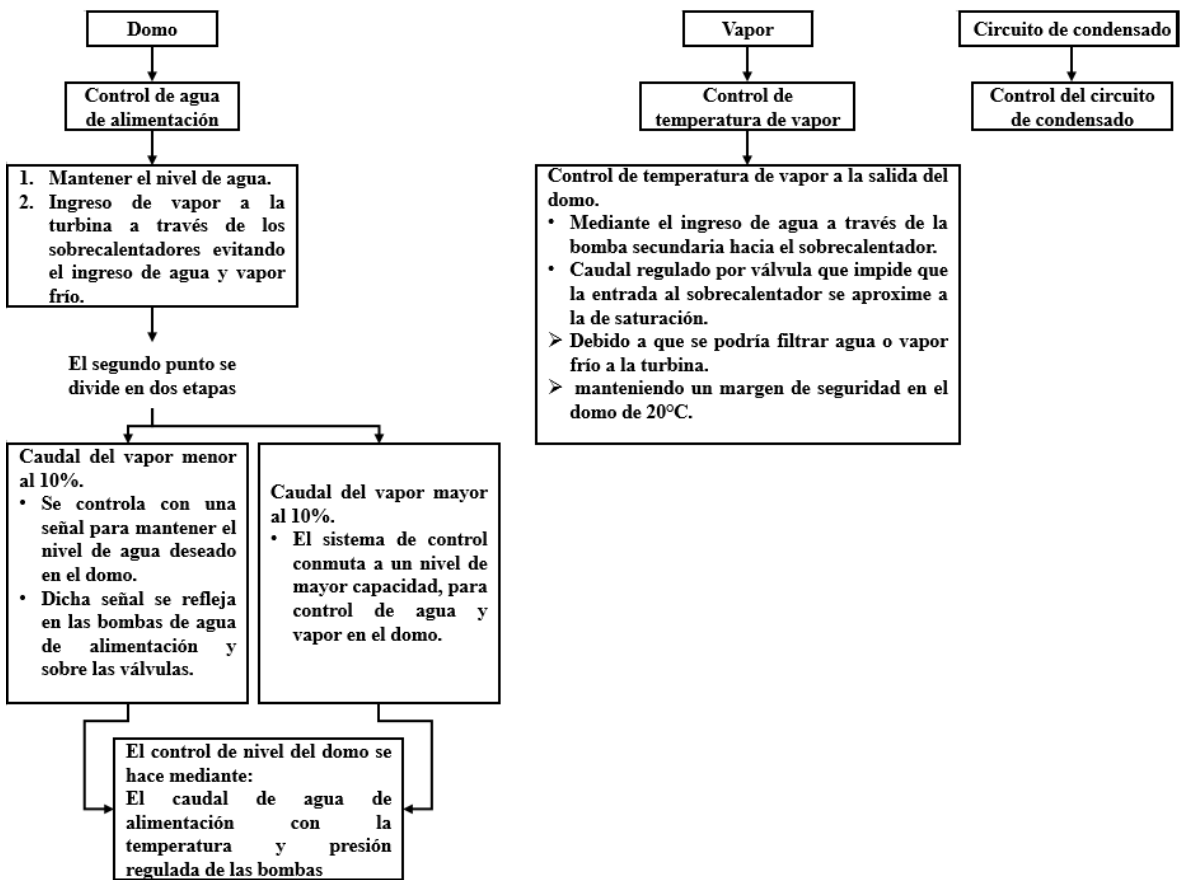 Domo
Control de agua
de alimentación
1. Mantener el nivel de agua.
2. Ingreso de vapor a la
turbina a través de los
sobrecalentadores evitando
el ingreso de agua y vapor
frío.
El segundo punto se
divide en dos etapas
Caudal del vapor menor
al 10%.
• Se controla con una
señal para mantener el
nivel de agua deseado
en el domo.
• Dicha señal se refleja
en las bombas de agua
de alimentación y
sobre las válvulas.
Caudal del vapor mayor
al 10%.
• El sistema de control
conmuta a un nivel de
mayor capacidad, para
control de agua y
vapor en el domo.
El control de nivel del domo se
hace mediante:
El caudal de agua de
alimentación con la
temperatura y presión
regulada de las bombas
Vapor
Control de
temperatura de vapor
Control de temperatura de vapor a la salida del
domo.
• Mediante el ingreso de agua a través de la
bomba secundaria hacia el sobrecalentador.
• Caudal regulado por válvula que impide que
la entrada al sobrecalentador se aproxime a
la de saturación.
➢ Debido a que se podría filtrar agua o vapor
frío a la turbina.
➢ manteniendo un margen de seguridad en el
domo de 20°C.
Circuito de condensado
Control del circuito
de condensado